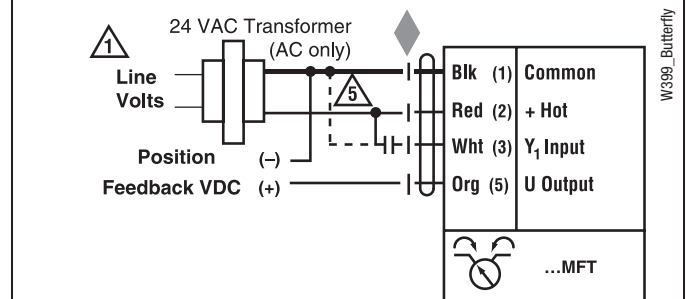 24 VAC Transformer
(AC only)
1
Line
Volts
5
Blk (1) Common
Red (2) + Hot
Wht (3) Y₁ Input
Org (5) U Output
Position (–)
Feedback VDC (+)
...MFT
W399_Butterfly